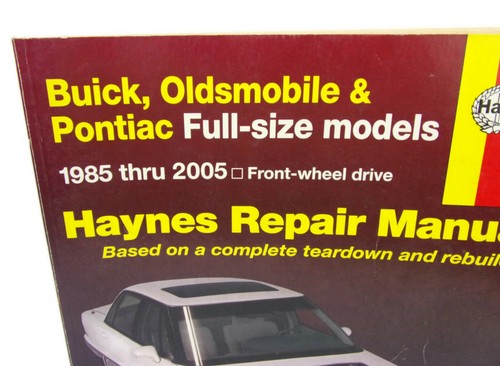 Buick, Oldsmobile &
Pontiac Full-size models
1985 thru 2005 □ Front-wheel drive
Ha
Haynes Repair Manua
Based on a complete teardown and rebuil